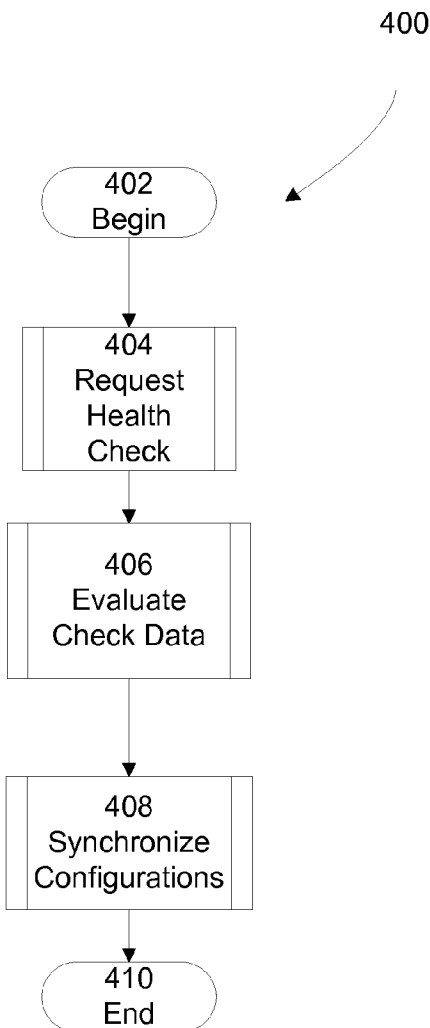 400
402
Begin
404
Request
Health
Check
406
Evaluate
Check Data
408
Synchronize
Configurations
410
End